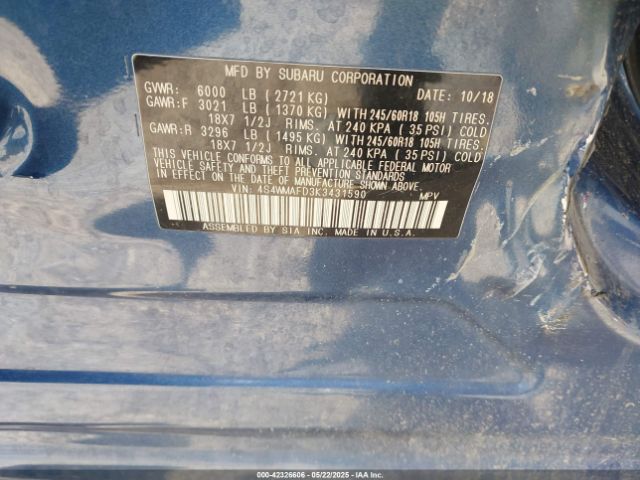 MFD BY SUBARU CORPORATION
GVWR: 6000 LB (2721 KG) DATE: 10/18
GAWR:F 3021 LB (1370 KG) WITH 245/60R18 105H TIRES.
18X7 1/2J RIMS. AT 240 KPA (35 PSI) COLD
GAWR:R 3296 LB (1495 KG) WITH 245/60R18 105H TIRES.
18X7 1/2J RIMS. AT 240 KPA (35 PSI) COLD
THIS VEHICLE CONFORMS TO ALL APPLICABLE FEDERAL MOTOR
VEHICLE SAFETY AND THEFT PREVENTION STANDARDS
IN EFFECT ON THE DATE OF MANUFACTURE SHOWN ABOVE.
VIN: 4S4WMAFD3K3431590 MPV
ASSEMBLED BY SIA INC. MADE IN U.S.A.
000-42326606 - 05/22/2025 - IAAI.com